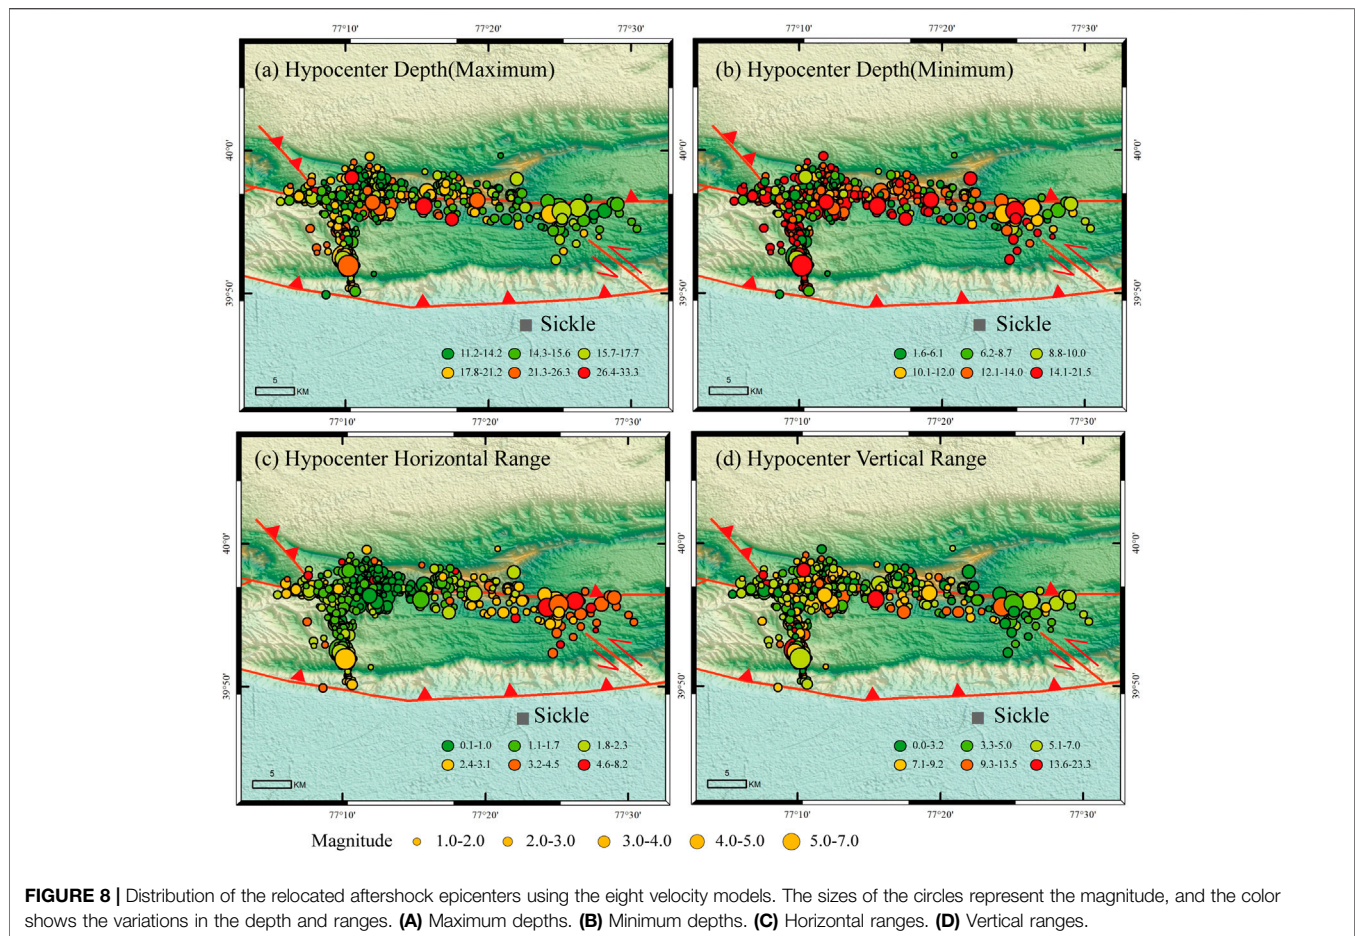 77°10' 77°20' 77°30' 77°10' 77°20' 77°30'
(a) Hypocenter Depth(Maximum)
(b) Hypocenter Depth(Minimum)
40°0'
40°0'
39°50'
39°50'
Sickle
Sickle
11.2-14.2 14.3-15.6 15.7-17.7
17.8-21.2 21.3-26.3 26.4-33.3
1.6-6.1 6.2-8.7 8.8-10.0
10.1-12.0 12.1-14.0 14.1-21.5
5
KM
5
KM
77°10' 77°20' 77°30' 77°10' 77°20' 77°30'
(c) Hypocenter Horizontal Range
(d) Hypocenter Vertical Range
40°0'
40°0'
39°50'
39°50'
Sickle
Sickle
0.1-1.0 1.1-1.7 1.8-2.3
2.4-3.1 3.2-4.5 4.6-8.2
0.0-3.2 3.3-5.0 5.1-7.0
7.1-9.2 9.3-13.5 13.6-23.3
5
KM
5
KM
77°10' 77°20' 77°30' 77°10' 77°20' 77°30'
Magnitude 1.0-2.0 2.0-3.0 3.0-4.0 4.0-5.0 5.0-7.0
FIGURE 8 | Distribution of the relocated aftershock epicenters using the eight velocity models. The sizes of the circles represent the magnitude, and the color
shows the variations in the depth and ranges. (A) Maximum depths. (B) Minimum depths. (C) Horizontal ranges. (D) Vertical ranges.